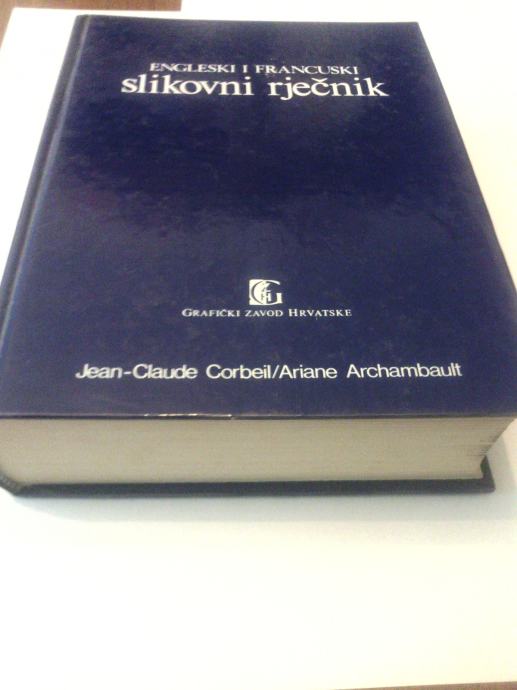 ENGLESKI I FRANCUSKI
slikovni rječnik
G
GRAFIČKI ZAVOD HRVATSKE
Jean-Claude Corbeil/Ariane Archambault